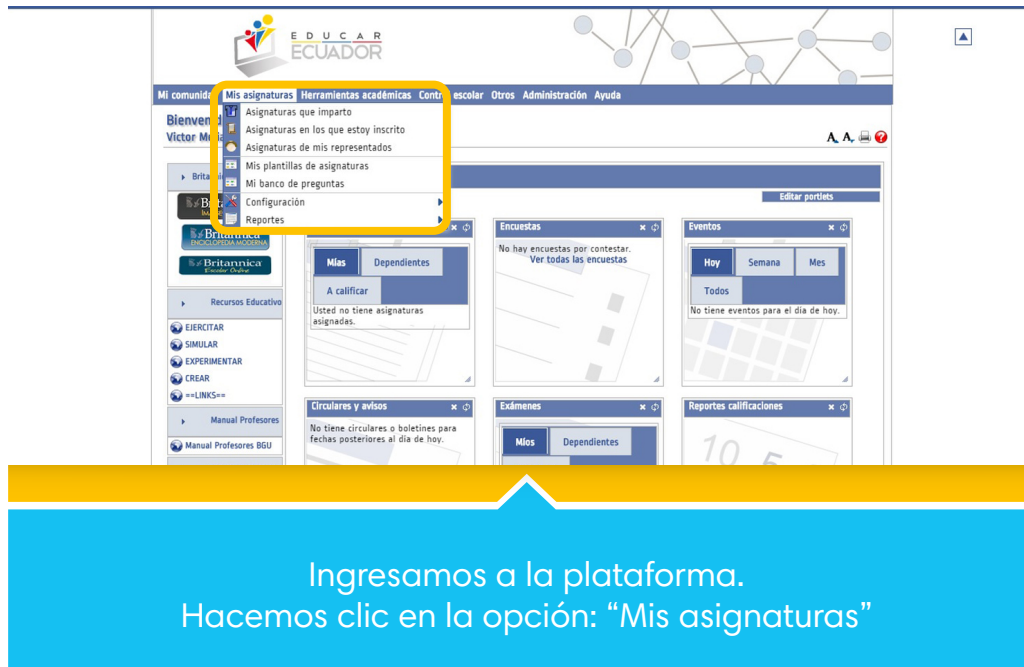 EDUCAR
ECUADOR
Mi comunidad Mis asignaturas Herramientas académicas Control escolar Otros Administración Ayuda
Asignaturas que imparto
Asignaturas en los que estoy inscrito
Asignaturas de mis representados
Mis plantillas de asignaturas
Mi banco de preguntas
Configuración
Reportes
Victor
A A
Editar portlets
Britannica
ENCICLOPEDIA MODERNA
Britannica
Escolar Online
Recursos Educativo
EJERCITAR
SIMULAR
EXPERIMENTAR
CREAR
==LINKS==
Manual Profesores
Manual Profesores BGU
Mías Dependientes
A calificar
Usted no tiene asignaturas
asignadas.
Encuestas
No hay encuestas por contestar.
Ver todas las encuestas
Eventos
Hoy Semana Mes
Todos
No tiene eventos para el día de hoy.
Circulares y avisos
No tiene circulares o boletines para
fechas posteriores al día de hoy.
Exámenes
Míos Dependientes
Reportes calificaciones
10
Ingresamos a la plataforma.
Hacemos clic en la opción: “Mis asignaturas”